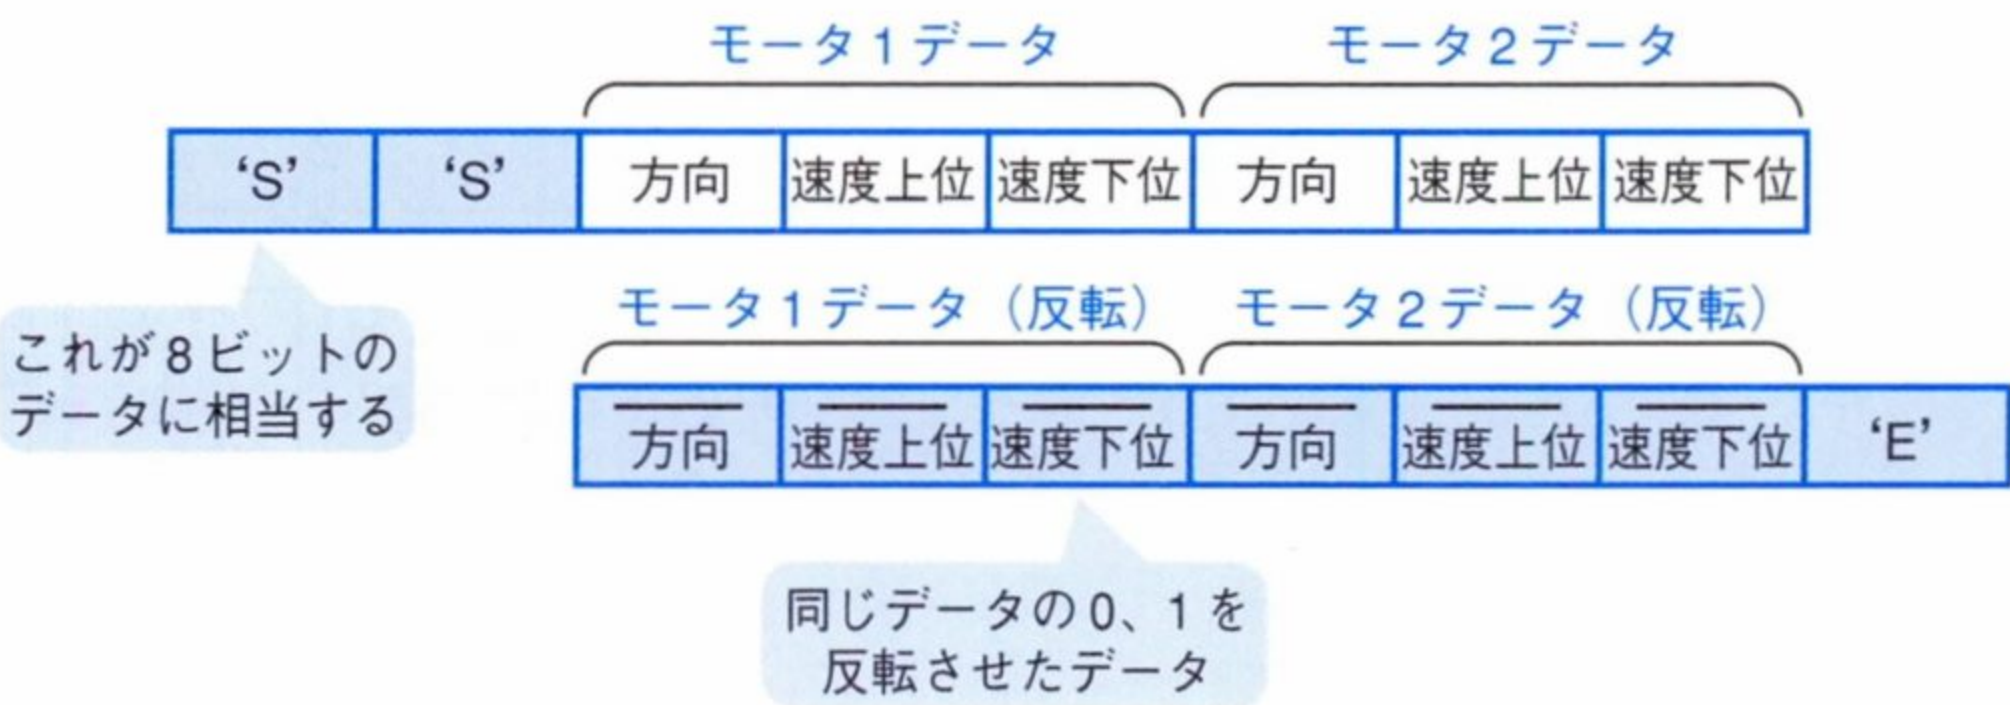 モータ1データ モータ2データ
‘S’ ‘S’ 方向 速度上位 速度下位 方向 速度上位 速度下位
モータ1データ（反転） モータ2データ（反転）
これが8ビットの
データに相当する
方向 速度上位 速度下位 方向 速度上位 速度下位 ‘E’
同じデータの0、1を
反転させたデータ